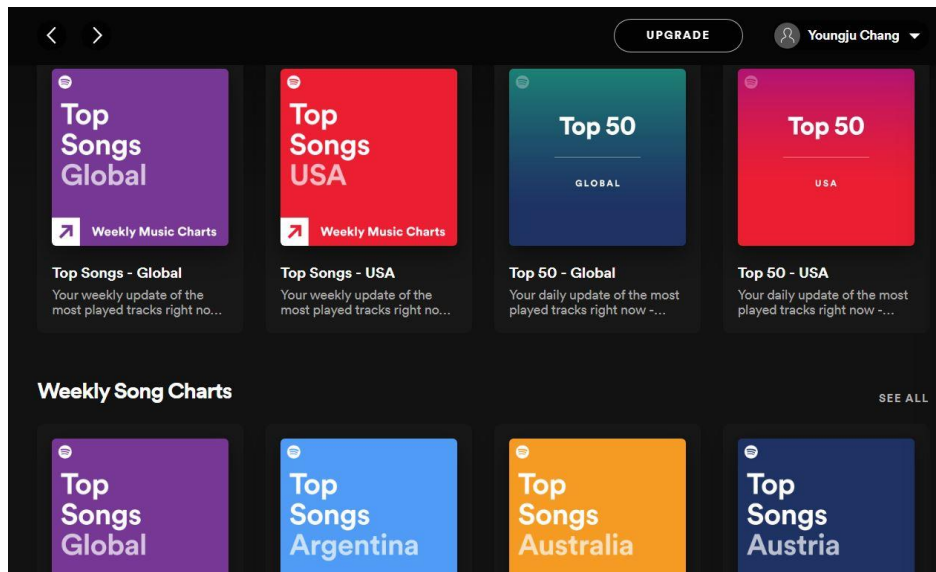 UPGRADE
Youngju Chang
Top
Songs
Global
Weekly Music Charts
Top Songs - Global
Your weekly update of the
most played tracks right no...
Top
Songs
USA
Weekly Music Charts
Top Songs - USA
Your weekly update of the
most played tracks right no...
Top 50
GLOBAL
Top 50 - Global
Your daily update of the most
played tracks right now -...
Top 50
USA
Top 50 - USA
Your daily update of the most
played tracks right now -...
Weekly Song Charts
SEE ALL
Top
Songs
Global
Top
Songs
Argentina
Top
Songs
Australia
Top
Songs
Austria